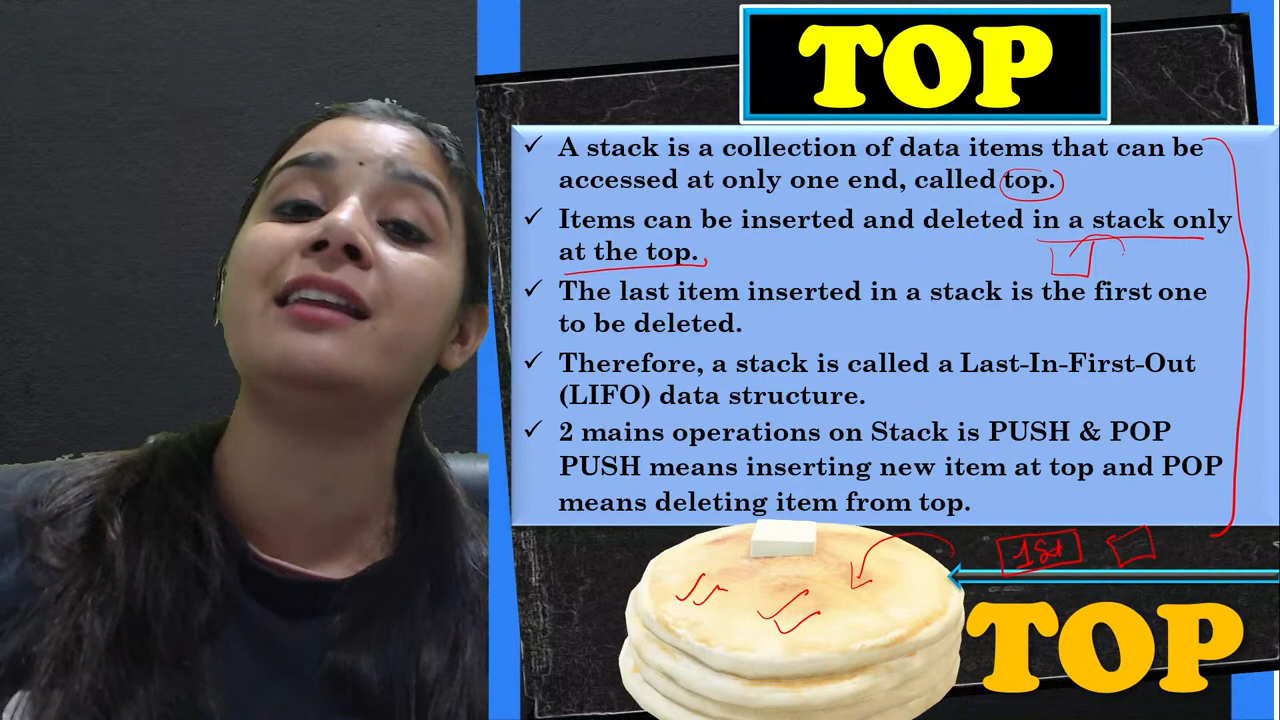 TOP
✓ A stack is a collection of data items that can be
accessed at only one end, called top.
✓ Items can be inserted and deleted in a stack only
at the top.
✓ The last item inserted in a stack is the first one
to be deleted.
✓ Therefore, a stack is called a Last-In-First-Out
(LIFO) data structure.
✓ 2 mains operations on Stack is PUSH & POP
PUSH means inserting new item at top and POP
means deleting item from top.
1st
TOP